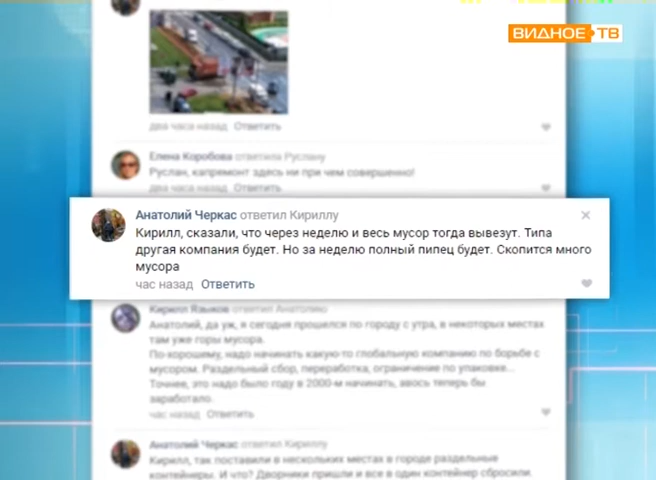 ВИДНОЕ ТВ
два часа назад Ответить
Елена Коробова ответила Руслану
Руслан, капремонт здесь ни при чем совершенно!
два часа назад Ответить
Анатолий Черкас ответил Кириллу
Кирилл, сказали, что через неделю и весь мусор тогда вывезут. Типа
другая компания будет. Но за неделю полный пипец будет. Скопится много
мусора
час назад Ответить
Кирилл Языков ответил Анатолию
Анатолий, да уж, я сегодня прошелся по городу с утра, в некоторых местах
там уже горы мусора.
По-хорошему, надо начинать какую-то глобальную компанию по борьбе с
мусором. Раздельный сбор, переработка, ограничение по упаковке...
Точнее, это надо было году в 2000-м начинать, авось теперь бы
заработало.
час назад Ответить
Анатолий Черкас ответил Кириллу
Кирилл, так поставили в нескольких местах в городе раздельные
контейнеры. И что? Дворники пришли и все в один контейнер сбросили.